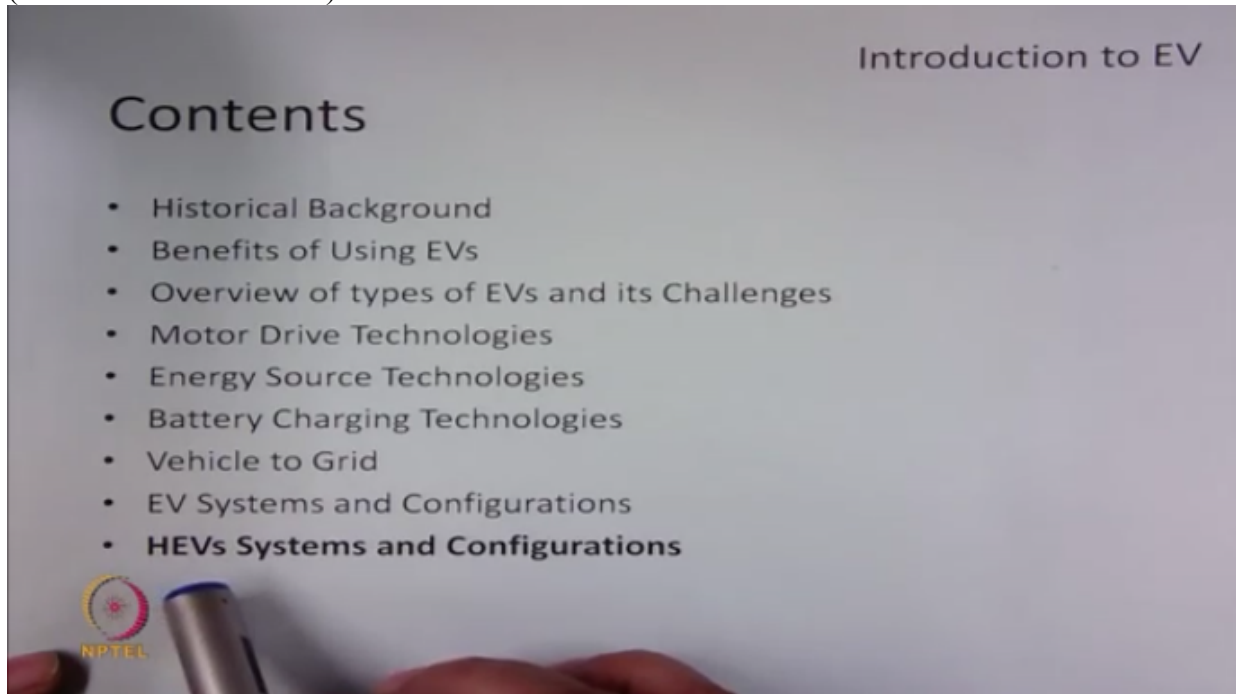 Introduction to EV
Contents
• Historical Background
• Benefits of Using EVs
• Overview of types of EVs and its Challenges
• Motor Drive Technologies
• Energy Source Technologies
• Battery Charging Technologies
• Vehicle to Grid
• EV Systems and Configurations
• HEVs Systems and Configurations
NPTEL